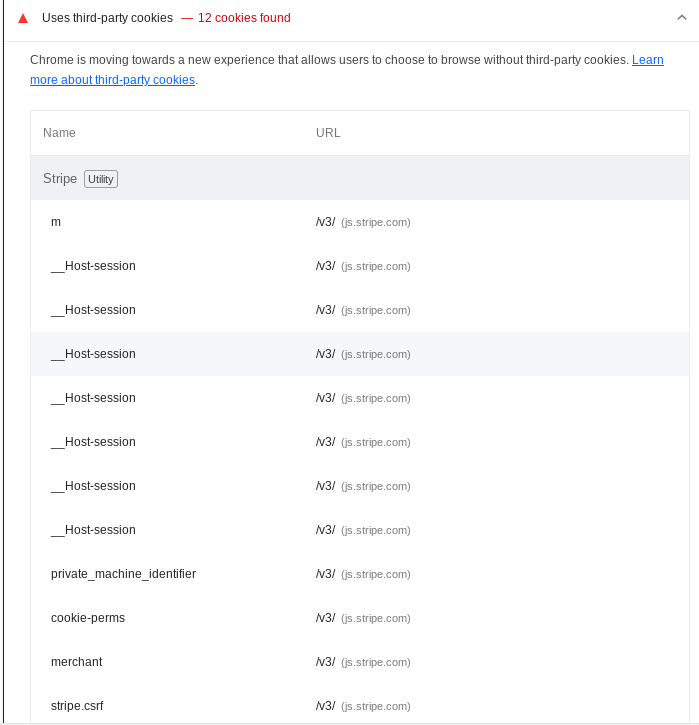 Uses third-party cookies — 12 cookies found
Chrome is moving towards a new experience that allows users to choose to browse without third-party cookies. Learn
more about third-party cookies.
Name URL
Stripe Utility
m /v3/ (js.stripe.com)
__Host-session /v3/ (js.stripe.com)
__Host-session /v3/ (js.stripe.com)
__Host-session /v3/ (js.stripe.com)
__Host-session /v3/ (js.stripe.com)
__Host-session /v3/ (js.stripe.com)
__Host-session /v3/ (js.stripe.com)
__Host-session /v3/ (js.stripe.com)
private_machine_identifier /v3/ (js.stripe.com)
cookie-perms /v3/ (js.stripe.com)
merchant /v3/ (js.stripe.com)
stripe.csrf /v3/ (js.stripe.com)